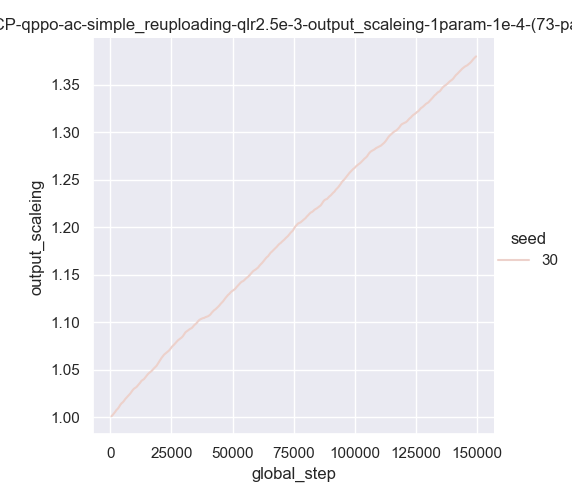 CP-qppo-ac-simple_reuploading-qlr2.5e-3-output_scaleing-1param-1e-4-(73-pa
output_scaleing
1.35
1.30
1.25
1.20
1.15
1.10
1.05
1.00
seed
30
0 25000 50000 75000 100000 125000 150000
global_step